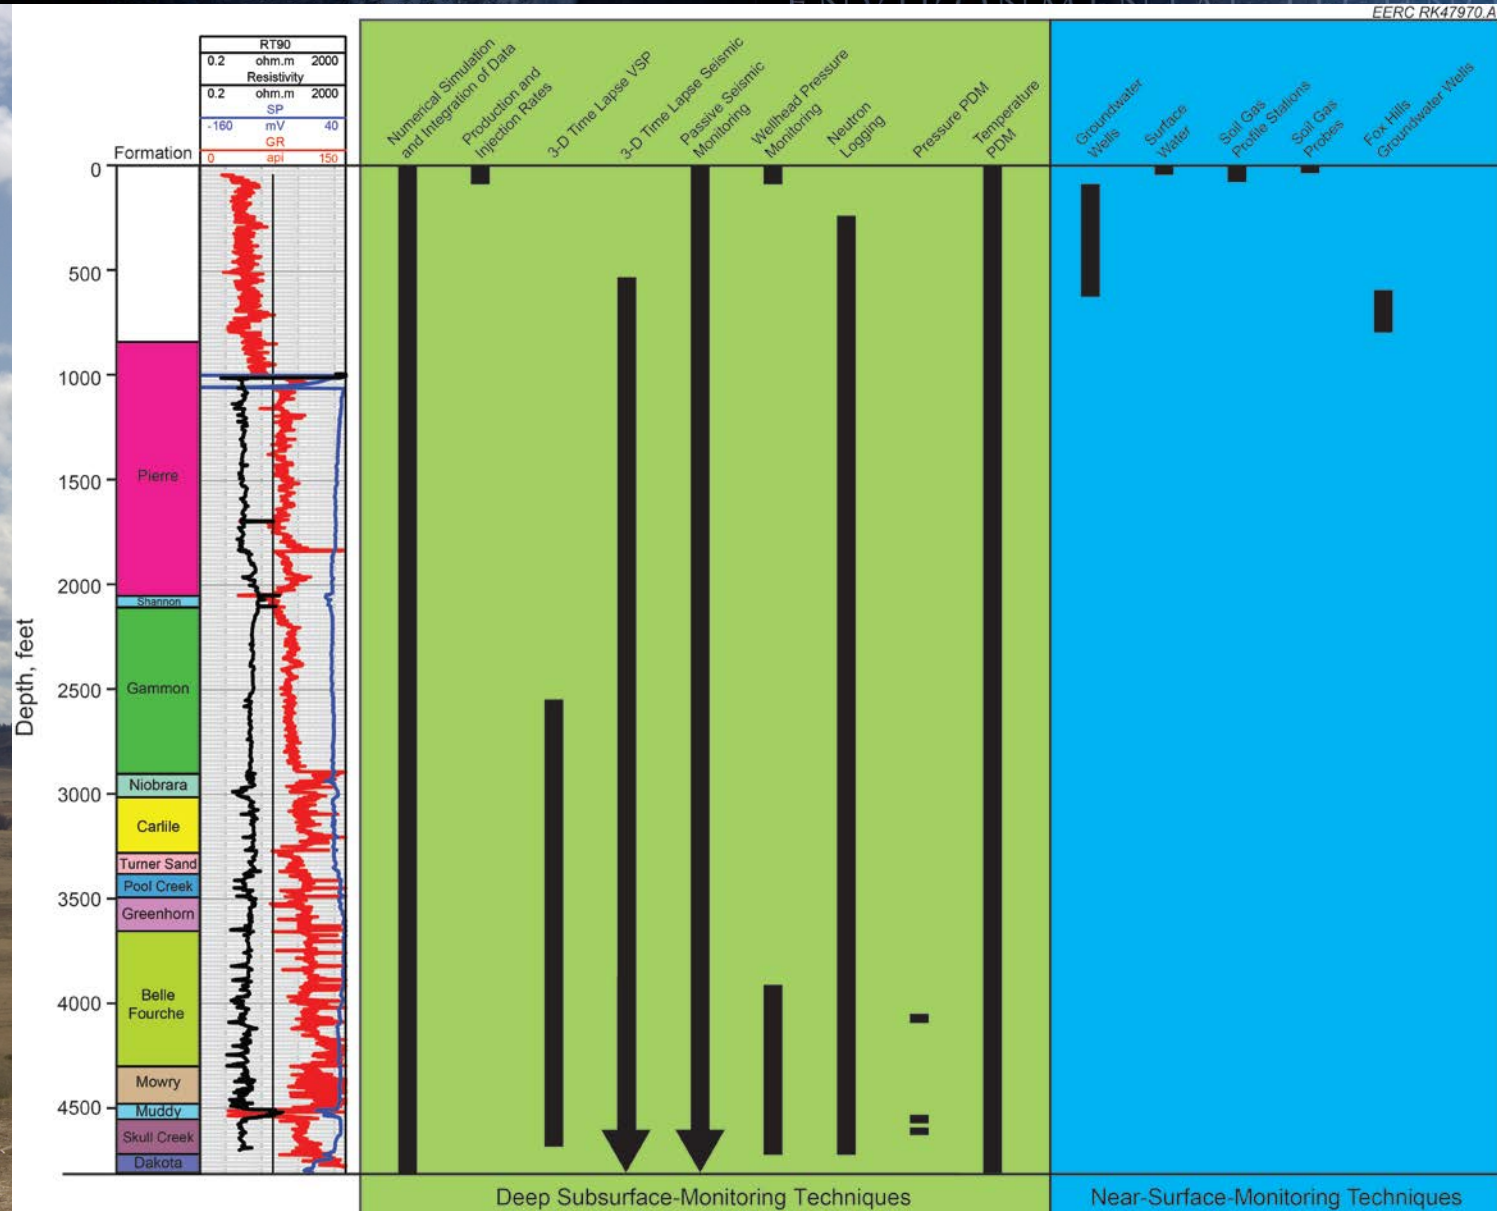 EERC RK47970.A
RT90
0.2 ohm.m 2000
Resistivity
0.2 ohm.m 2000
SP
-160 mV 40
GR
0 api 150
Formation
Numerical Simulation
and Integration of Data
Production and
Injection Rates
3-D Time Lapse VSP
3-D Time Lapse Seismic
Passive Seismic
Monitoring
Wellhead Pressure
Monitoring
Neutron
Logging
Pressure PDM
Temperature
PDM
Groundwater
Wells
Surface
Water
Soil Gas
Profile Stations
Soil Gas
Probes
Fox Hills
Groundwater Wells
Depth, feet
0
500
1000
1500
2000
2500
3000
3500
4000
4500
Pierre
Shannon
Gammon
Niobrara
Carlile
Turner Sand
Pool Creek
Greenhorn
Belle
Fourche
Mowry
Muddy
Skull Creek
Dakota
Deep Subsurface-Monitoring Techniques
Near-Surface-Monitoring Techniques